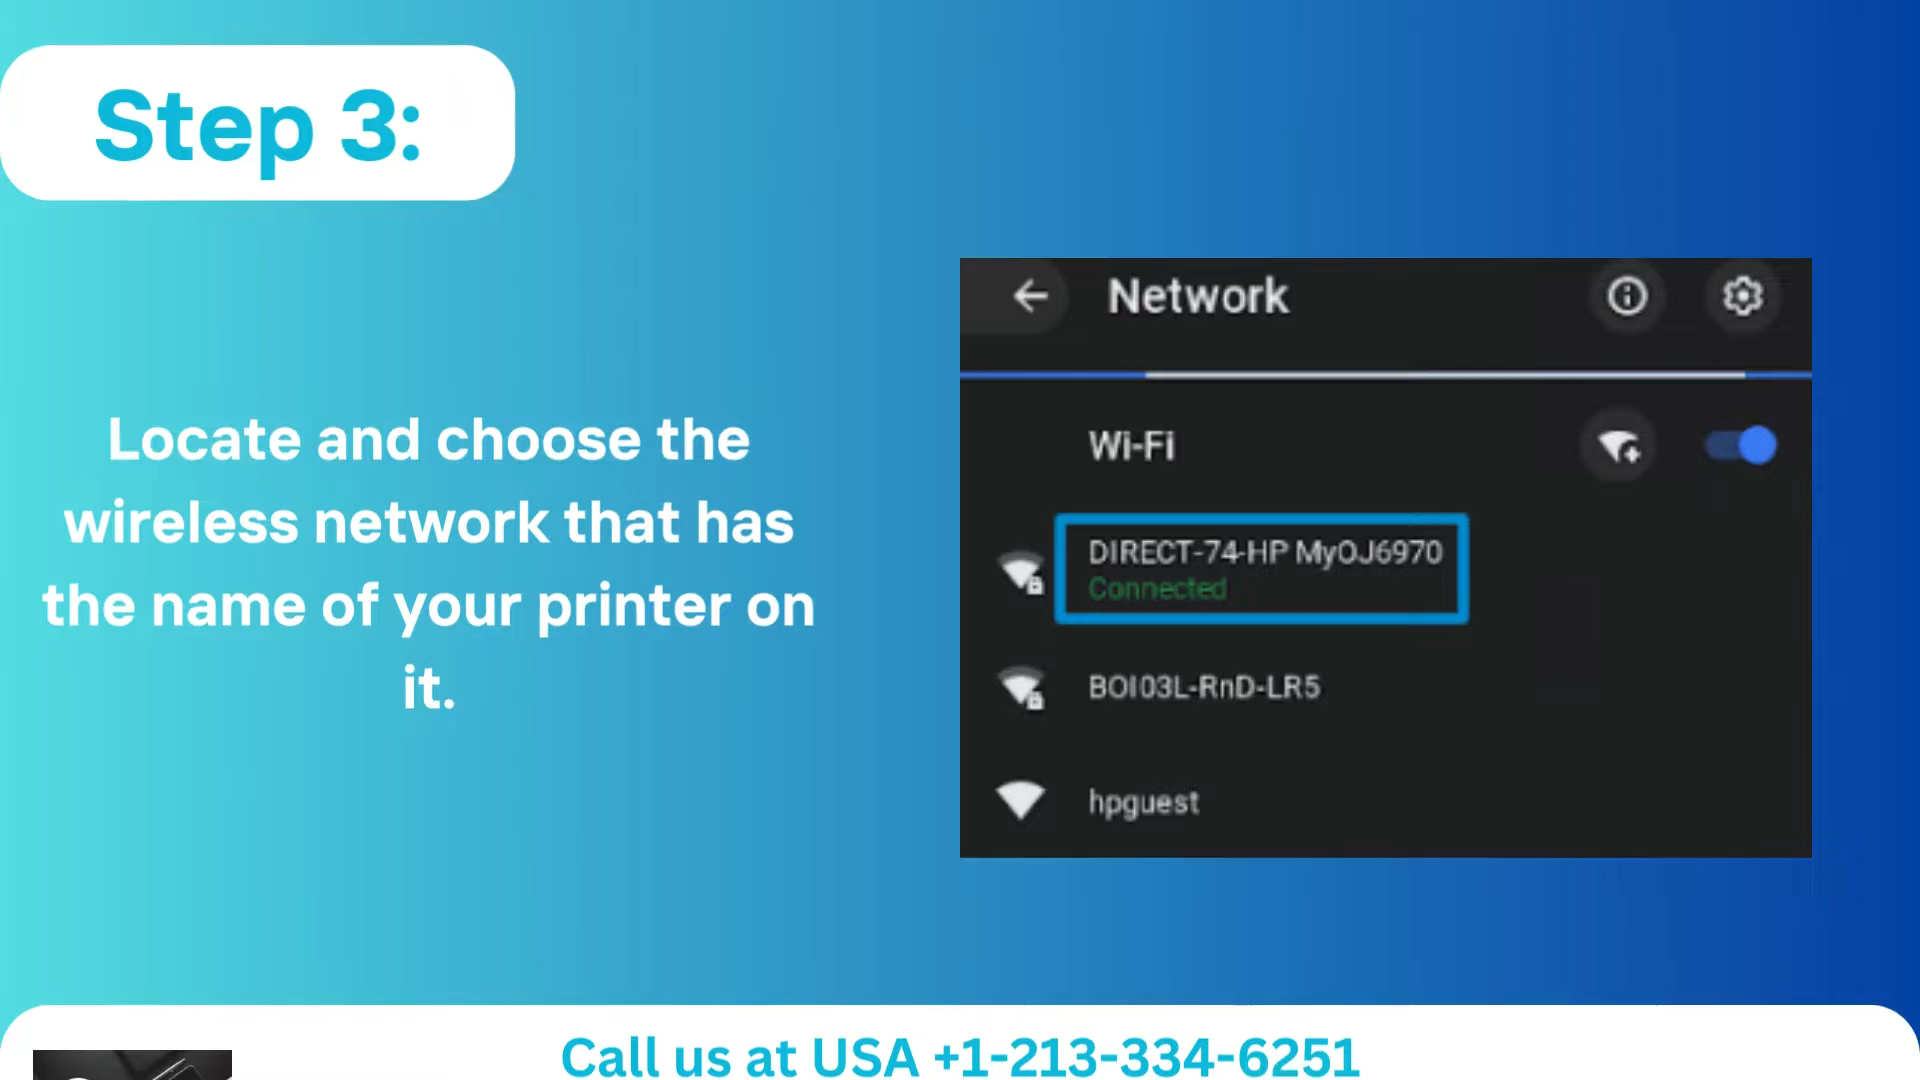 Step 3:
Locate and choose the
wireless network that has
the name of your printer on
it.
Network
Wi-Fi
DIRECT-74-HP MyOJ6970
Connected
BOI03L-RnD-LR5
hpguest
Call us at USA +1-213-334-6251